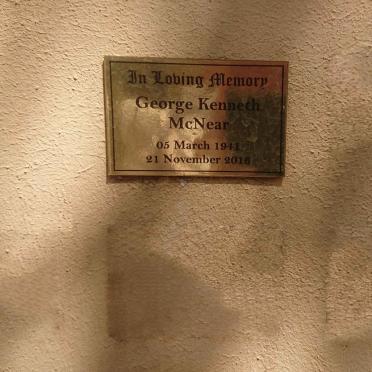 In Loving Memory
George Kenneth
McNear
05 March 1941
21 November 2016